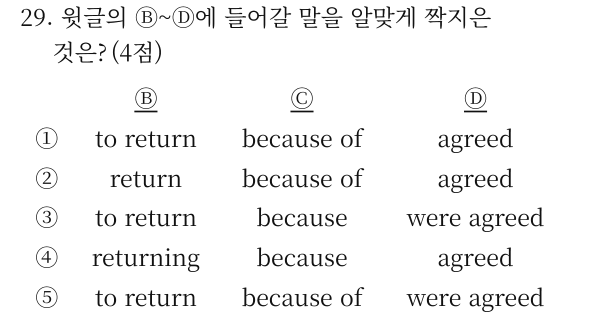 29. 윗글의 Ⓑ~Ⓓ에 들어갈 말을 알맞게 짝지은
것은? (4점)
Ⓑ Ⓒ Ⓓ
① to return because of agreed
② return because of agreed
③ to return because were agreed
④ returning because agreed
⑤ to return because of were agreed